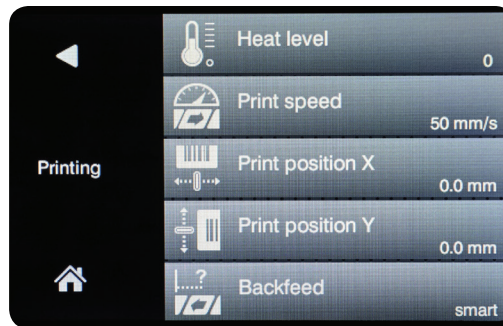 Printing
Heat level
0
Print speed
50 mm/s
Print position X
0.0 mm
Print position Y
0.0 mm
Backfeed
smart